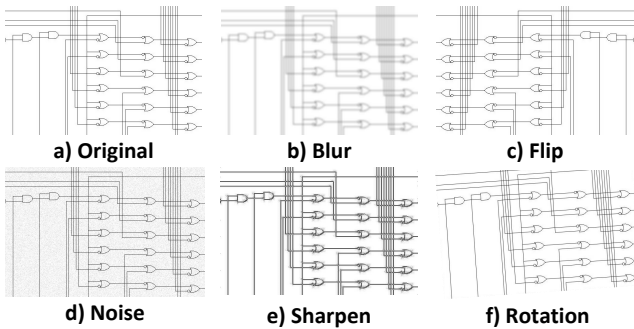 a) Original
b) Blur
c) Flip
d) Noise
e) Sharpen
f) Rotation